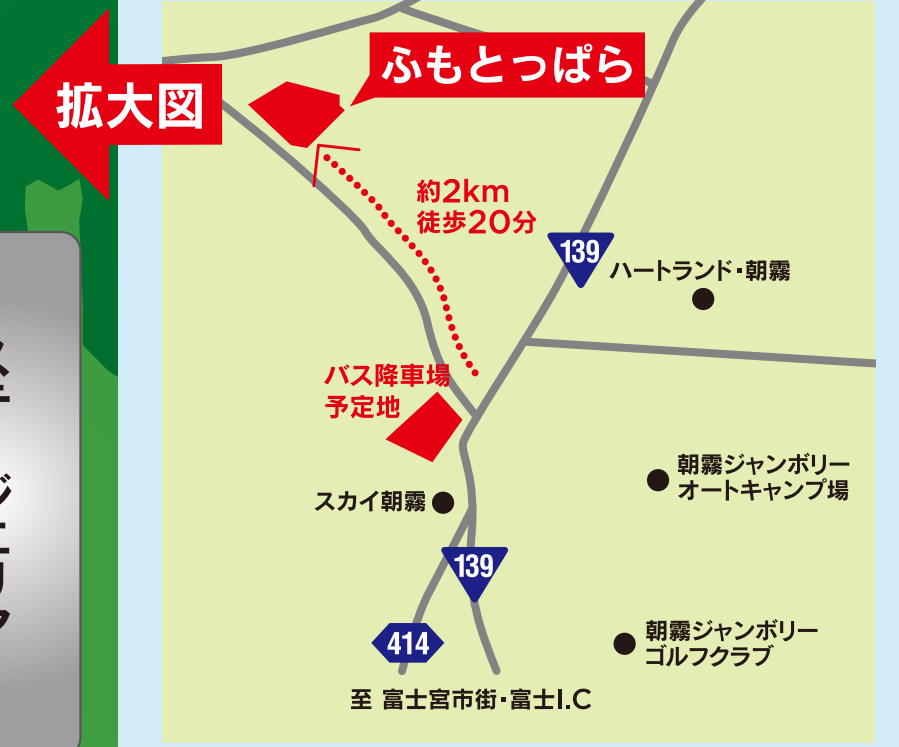 拡大図
ふもとっぱら
約2km
徒歩20分
139
ハートランド・朝霧
バス降車場
予定地
朝霧ジャンボリー
オートキャンプ場
スカイ朝霧
139
414
朝霧ジャンボリー
ゴルフクラブ
至 富士宮市街・富士I.C